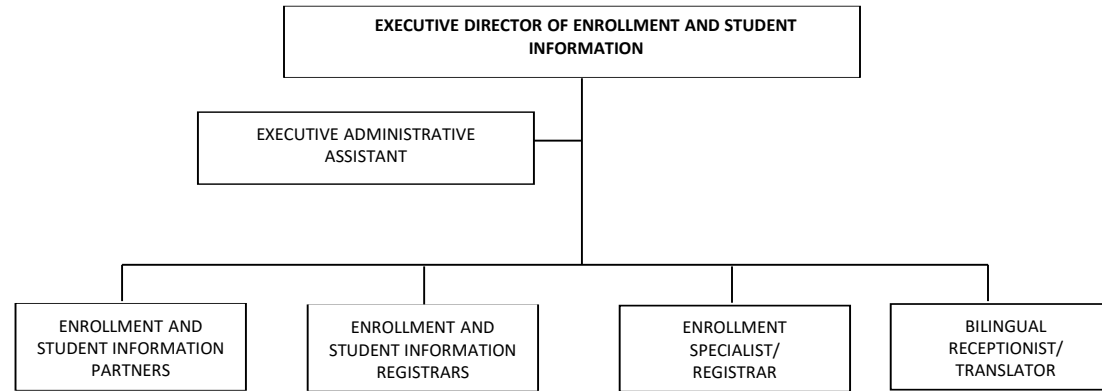 EXECUTIVE DIRECTOR OF ENROLLMENT AND STUDENT
INFORMATION
EXECUTIVE ADMINISTRATIVE
ASSISTANT
ENROLLMENT AND
STUDENT INFORMATION
PARTNERS
ENROLLMENT AND
STUDENT INFORMATION
REGISTRARS
ENROLLMENT
SPECIALIST/
REGISTRAR
BILINGUAL
RECEPTIONIST/
TRANSLATOR